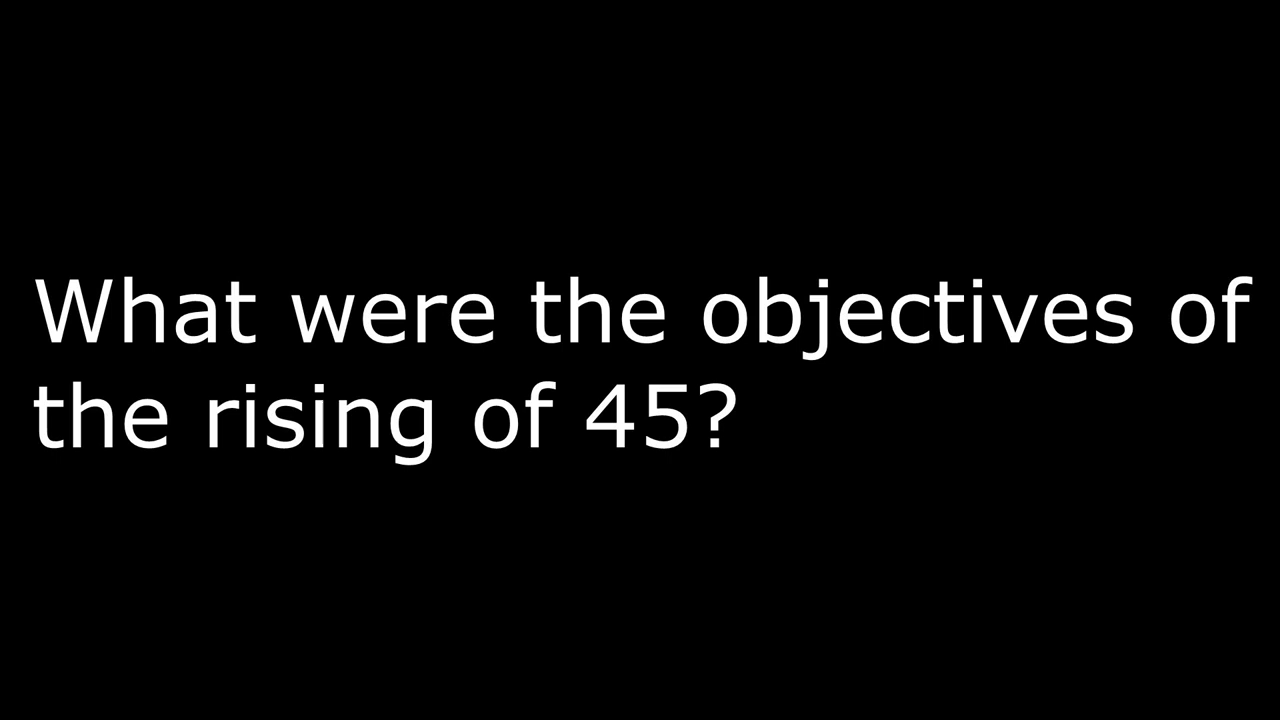 What were the objectives of
the rising of 45?